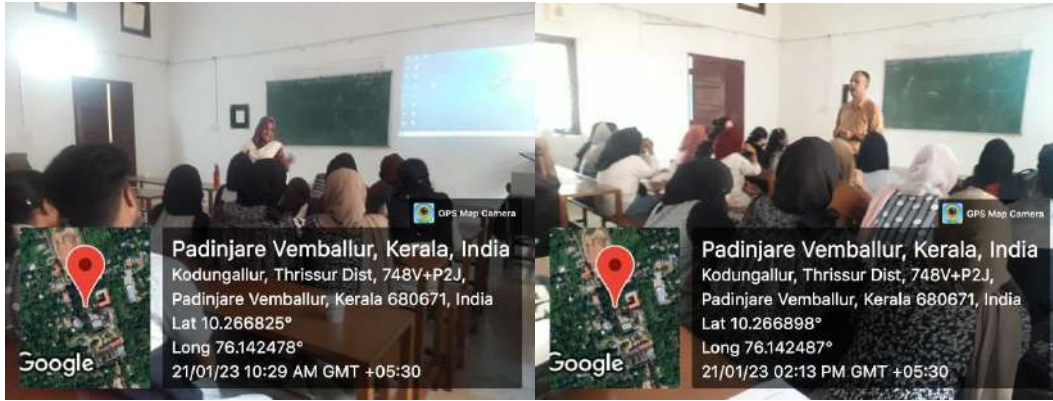 GPS Map Camera
Padinjare Vemballur, Kerala, India
Kodungallur, Thrissur Dist, 748V+P2J,
Padinjare Vemballur, Kerala 680671, India
Lat 10.266825°
Long 76.142478°
21/01/23 10:29 AM GMT +05:30
Google
GPS Map Camera
Padinjare Vemballur, Kerala, India
Kodungallur, Thrissur Dist, 748V+P2J,
Padinjare Vemballur, Kerala 680671, India
Lat 10.266898°
Long 76.142487°
21/01/23 02:13 PM GMT +05:30
Google